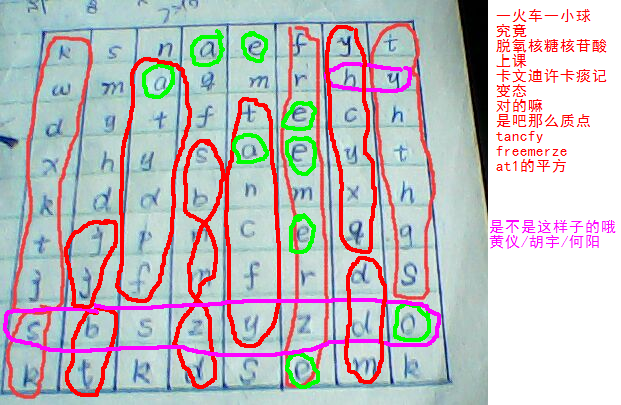 k s n a e f y t
w m a q m r h y
d y t f t e c h
x h y s a e y t
k d d b n m x h
t j p m c e q g
j j f m f r d s
s b s z y z d o
k t k d s e m k
一火车一小球
究竟
脱氧核糖核苷酸
上课
卡文迪许卡痰记
变态
对的嘛
是吧那么质点
tancfy
freemerze
at1的平方
是不是这样子的哦
黄仪/胡宇/何阳